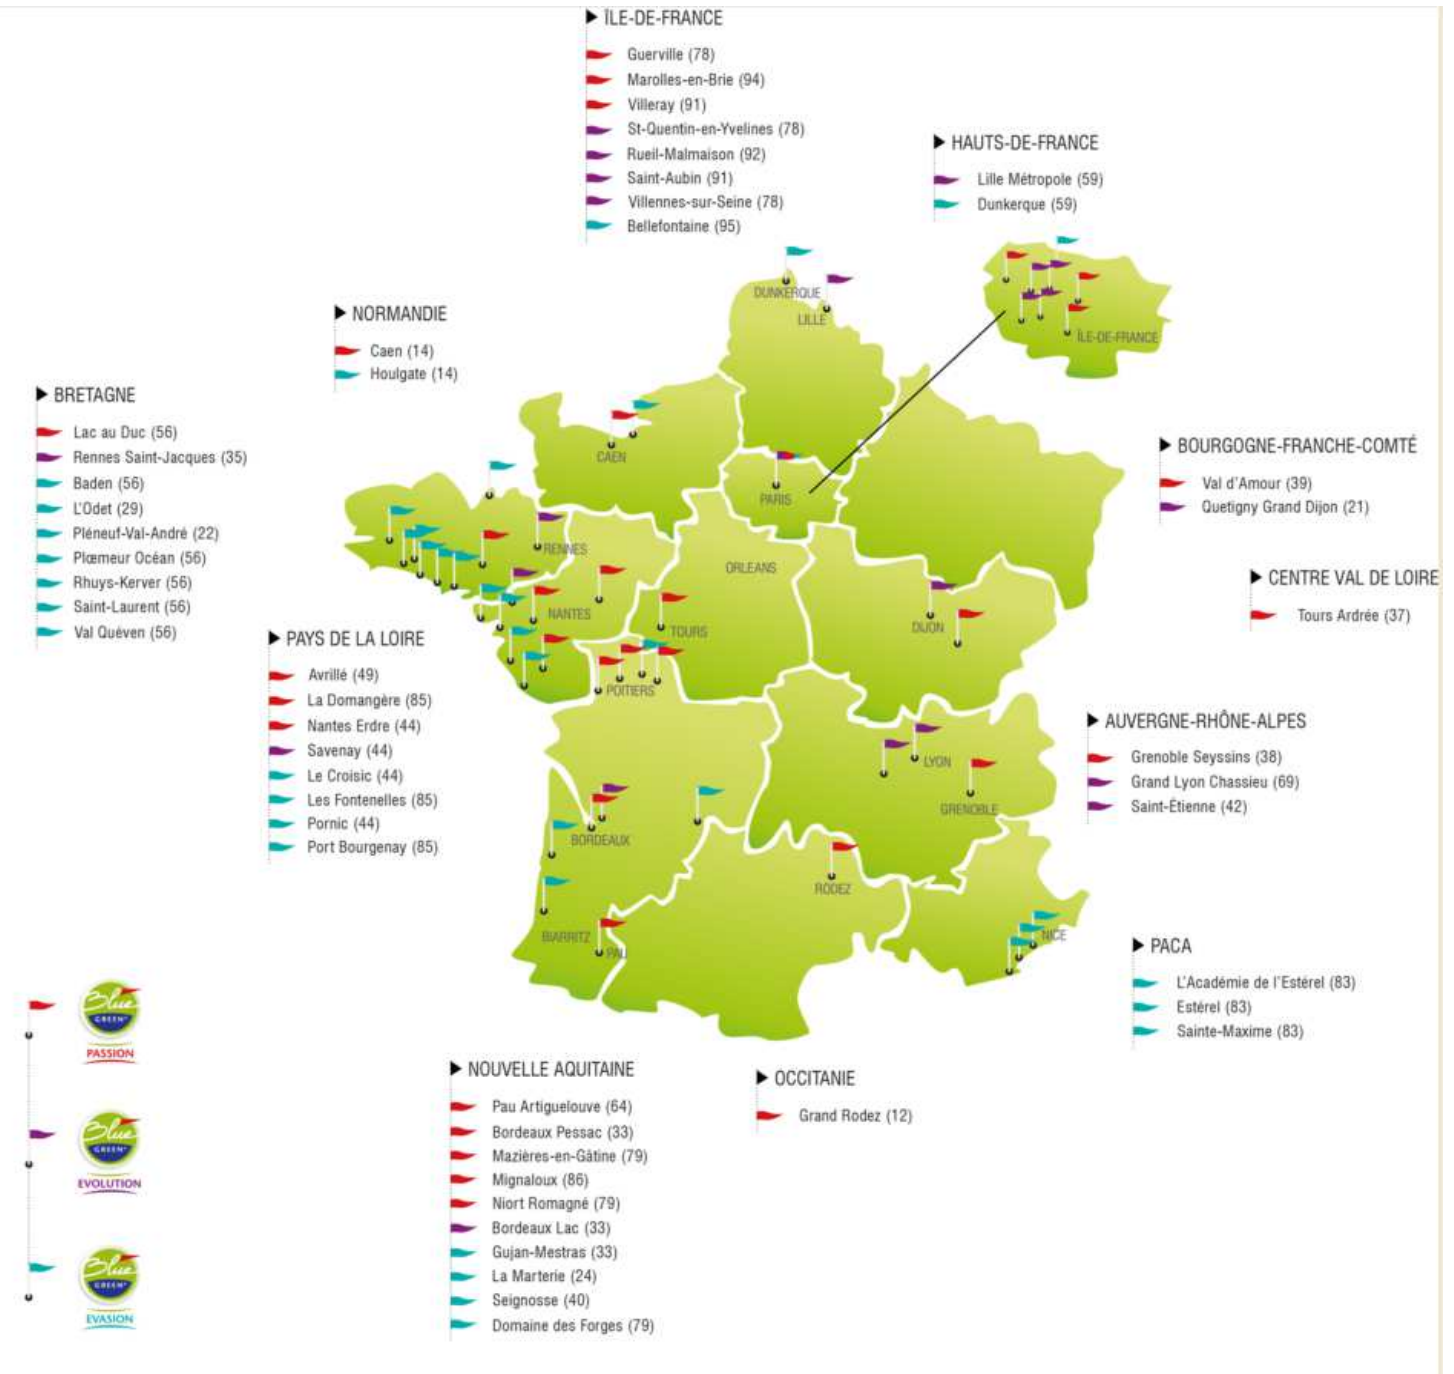 ÎLE-DE-FRANCE
Guerville (78)
Marolles-en-Brie (94)
Villeray (91)
St-Quentin-en-Yvelines (78)
Rueil-Malmaison (92)
Saint-Aubin (91)
Villennes-sur-Seine (78)
Bellefontaine (95)
HAUTS-DE-FRANCE
Lille Métropole (59)
Dunkerque (59)
NORMANDIE
Caen (14)
Houlgate (14)
BRETAGNE
Lac au Duc (56)
Rennes Saint-Jacques (35)
Baden (56)
L'Odet (29)
Pléneuf-Val-André (22)
Plœmeur Océan (56)
Rhuys-Kerver (56)
Saint-Laurent (56)
Val Quéven (56)
PAYS DE LA LOIRE
Avrillé (49)
La Domangère (85)
Nantes Erdre (44)
Savenay (44)
Le Croisic (44)
Les Fontenelles (85)
Pornic (44)
Port Bourgenay (85)
BOURGOGNE-FRANCHE-COMTÉ
Val d'Amour (39)
Quetigny Grand Dijon (21)
CENTRE VAL DE LOIRE
Tours Ardrée (37)
AUVERGNE-RHÔNE-ALPES
Grenoble Seyssins (38)
Grand Lyon Chassieu (69)
Saint-Étienne (42)
PACA
L'Académie de l'Estérel (83)
Estérel (83)
Sainte-Maxime (83)
OCCITANIE
Grand Rodez (12)
NOUVELLE AQUITAINE
Pau Artiguelouve (64)
Bordeaux Pessac (33)
Mazières-en-Gâtine (79)
Mignaloux (86)
Niort Romagné (79)
Bordeaux Lac (33)
Gujan-Mestras (33)
La Marterie (24)
Seignosse (40)
Domaine des Forges (79)
DUNKERQUE
LILLE
ÎLE-DE-FRANCE
CAEN
PARIS
RENNES
ORLEANS
NANTES
TOURS
DIJON
POITIERS
LYON
GRENOBLE
BORDEAUX
RODEZ
BIARRITZ
PAU
NICE
Blue
GREEN
PASSION
Blue
GREEN
EVOLUTION
Blue
GREEN
EVASION